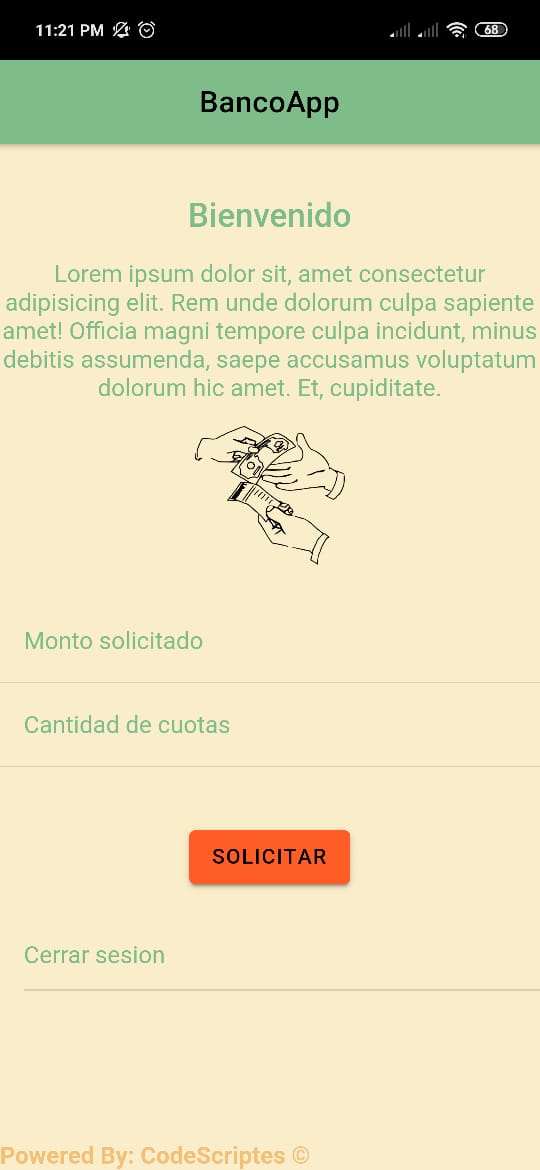 11:21 PM 68
BancoApp
Bienvenido
Lorem ipsum dolor sit, amet consectetur
adipisicing elit. Rem unde dolorum culpa sapiente
amet! Officia magni tempore culpa incidunt, minus
debitis assumenda, saepe accusamus voluptatum
dolorum hic amet. Et, cupiditate.
Monto solicitado
Cantidad de cuotas
SOLICITAR
Cerrar sesion
Powered By: CodeScriptes ©